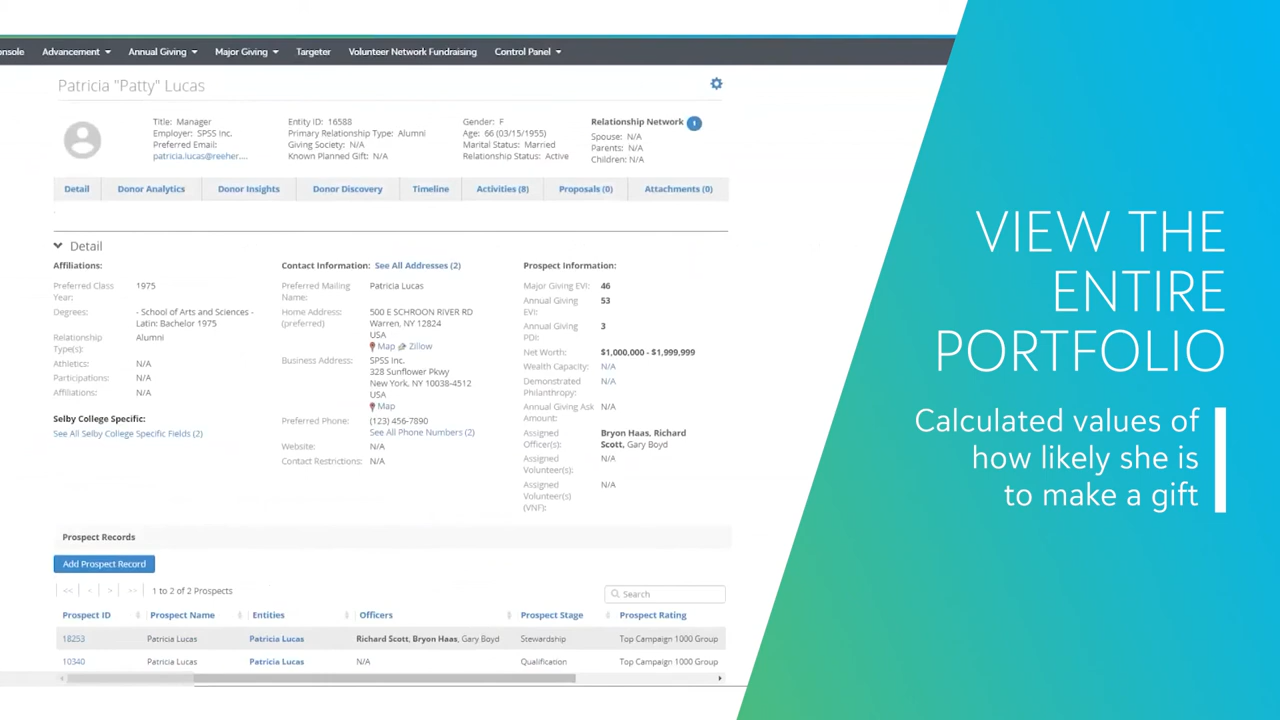 onsole Advancement Annual Giving Major Giving Targeter Volunteer Network Fundraising Control Panel
Patricia "Patty" Lucas
Title: Manager
Employer: SPSS Inc.
Preferred Email:
patricia.lucas@reeher....
Entity ID: 16588
Primary Relationship Type: Alumni
Giving Society: N/A
Known Planned Gift: N/A
Gender: F
Age: 66 (03/15/1955)
Marital Status: Married
Relationship Status: Active
Relationship Network 1
Spouse: N/A
Parents: N/A
Children: N/A
Detail Donor Analytics Donor Insights Donor Discovery Timeline Activities (8) Proposals (0) Attachments (0)
Detail
Affiliations:
Preferred Class 1975
Year:
Degrees: - School of Arts and Sciences -
Latin: Bachelor 1975
Relationship Alumni
Type(s):
Athletics: N/A
Participations: N/A
Affiliations: N/A
Selby College Specific:
See All Selby College Specific Fields (2)
Contact Information: See All Addresses (2)
Preferred Mailing Patricia Lucas
Name:
Home Address: 500 E SCHROON RIVER RD
(preferred) Warren, NY 12824
USA
Map Zillow
Business Address: SPSS Inc.
328 Sunflower Pkwy
New York, NY 10038-4512
USA
Map
Preferred Phone: (123) 456-7890
See All Phone Numbers (2)
Website: N/A
Contact Restrictions: N/A
Prospect Information:
Major Giving EVI: 46
Annual Giving 53
EVI:
Annual Giving 3
PDI:
Net Worth: $1,000,000 - $1,999,999
Wealth Capacity: N/A
Demonstrated N/A
Philanthropy:
Annual Giving Ask N/A
Amount:
Assigned Bryon Haas, Richard
Officer(s): Scott, Gary Boyd
Assigned N/A
Volunteer(s):
Assigned N/A
Volunteer(s)
(VNF):
Prospect Records
Add Prospect Record
<< < > >> 1 to 2 of 2 Prospects Search
Prospect ID Prospect Name Entities Officers Prospect Stage Prospect Rating
18253 Patricia Lucas Patricia Lucas Richard Scott, Bryon Haas, Gary Boyd Stewardship Top Campaign 1000 Group
10340 Patricia Lucas Patricia Lucas N/A Qualification Top Campaign 1000 Group
VIEW THE
ENTIRE
PORTFOLIO
Calculated values of
how likely she is
to make a gift